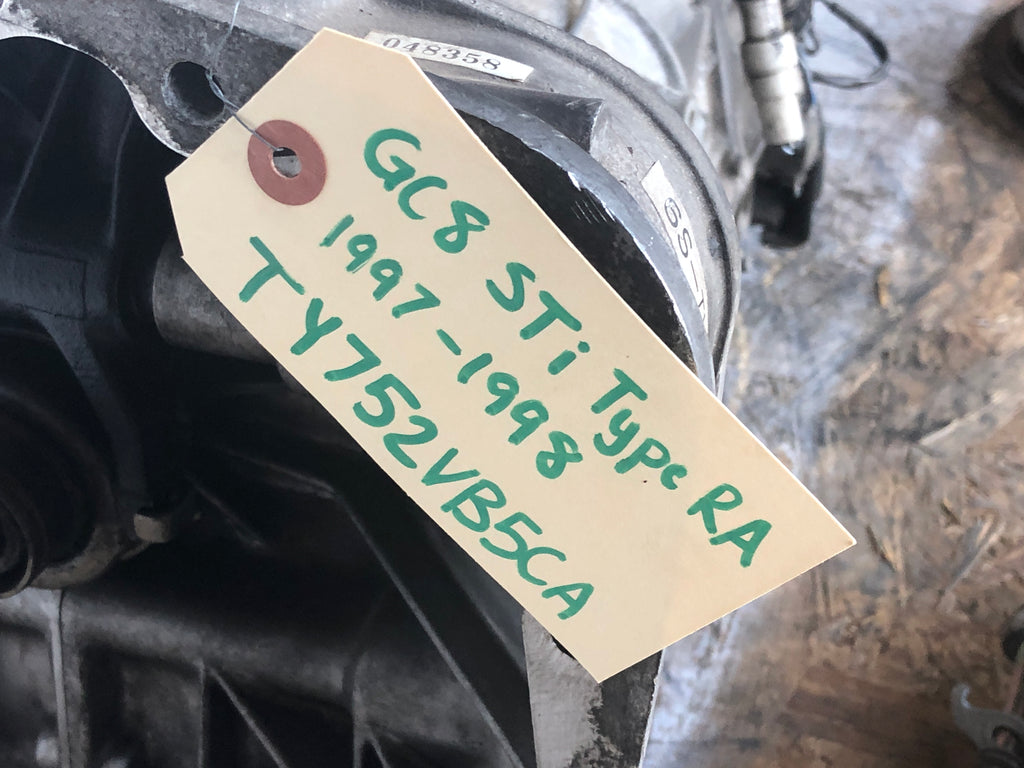 048358
GC8 STi Type RA
1997-1998
TY752VB5CA